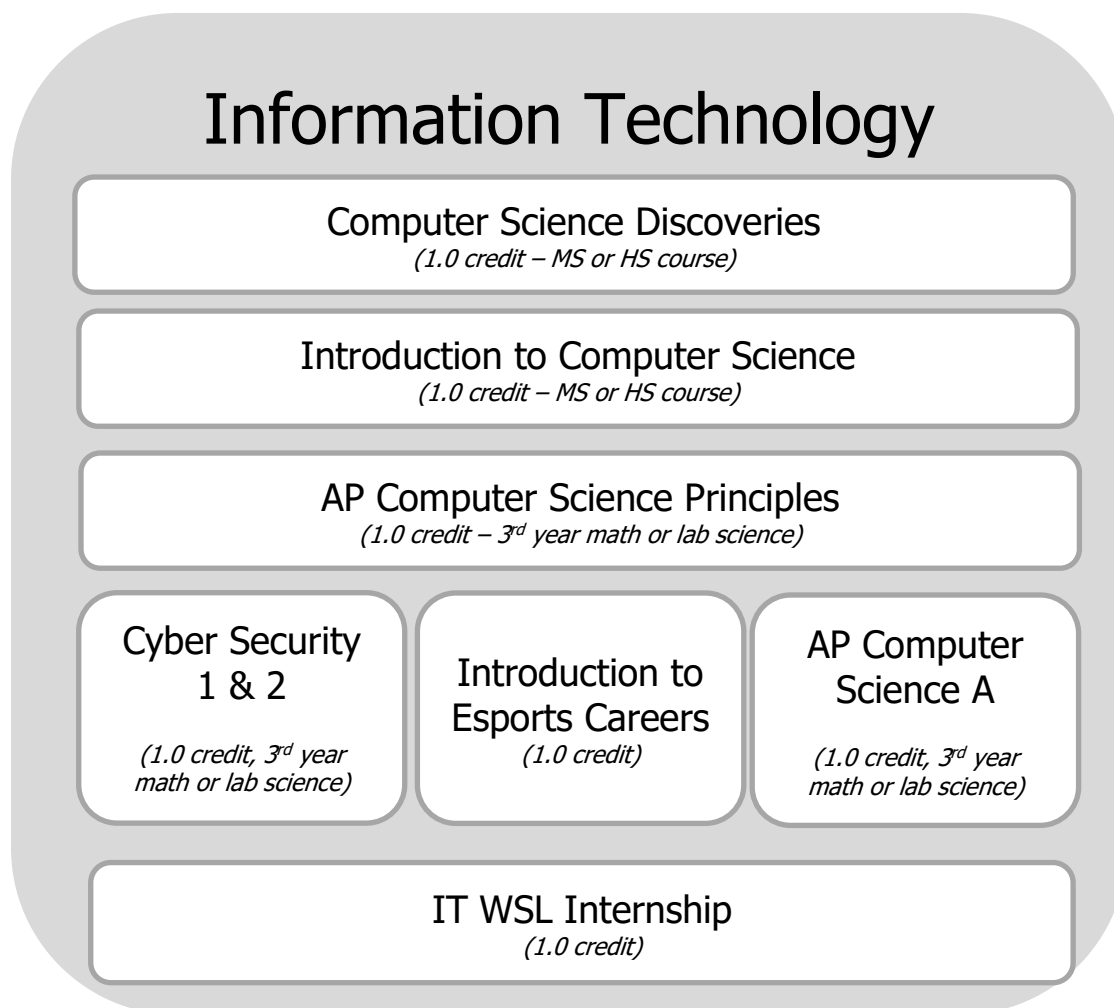 Information Technology
Computer Science Discoveries
(1.0 credit – MS or HS course)
Introduction to Computer Science
(1.0 credit – MS or HS course)
AP Computer Science Principles
(1.0 credit – 3rd year math or lab science)
Cyber Security
1 & 2
(1.0 credit, 3rd year
math or lab science)
Introduction to
Esports Careers
(1.0 credit)
AP Computer
Science A
(1.0 credit, 3rd year
math or lab science)
IT WSL Internship
(1.0 credit)